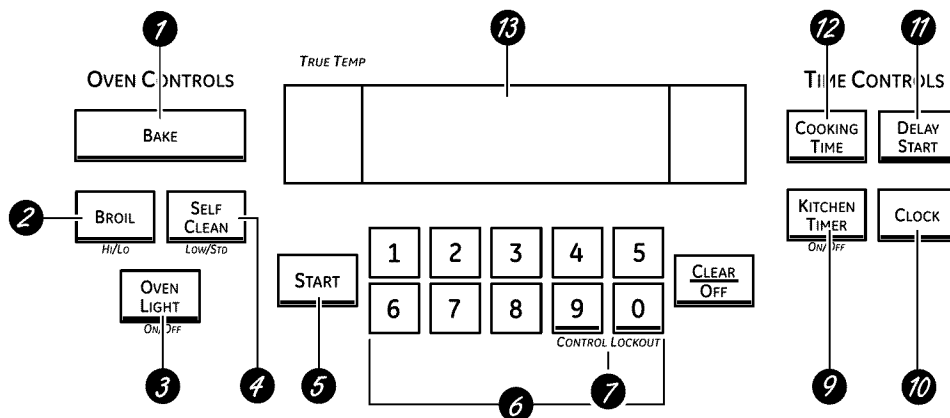 1
13
12
11
TRUE TEMP
OVEN CONTROLS
TIME CONTROLS
BAKE
COOKING
TIME
DELAY
START
2
BROIL
HI/LO
SELF
CLEAN
LOW/STD
KITCHEN
TIMER
ON/OFF
CLOCK
1 2 3 4 5
START
CLEAR
OFF
OVEN
LIGHT
ON/OFF
6 7 8 9 0
CONTROL LOCKOUT
3
4
5
6
7
9
10